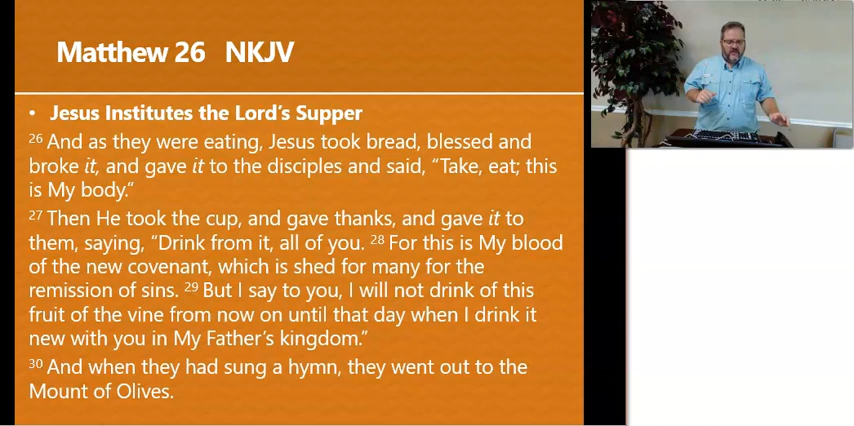 Matthew 26 NKJV
• Jesus Institutes the Lord’s Supper
26 And as they were eating, Jesus took bread, blessed and
broke it, and gave it to the disciples and said, “Take, eat; this
is My body.”
27 Then He took the cup, and gave thanks, and gave it to
them, saying, “Drink from it, all of you. 28 For this is My blood
of the new covenant, which is shed for many for the
remission of sins. 29 But I say to you, I will not drink of this
fruit of the vine from now on until that day when I drink it
new with you in My Father’s kingdom.”
30 And when they had sung a hymn, they went out to the
Mount of Olives.